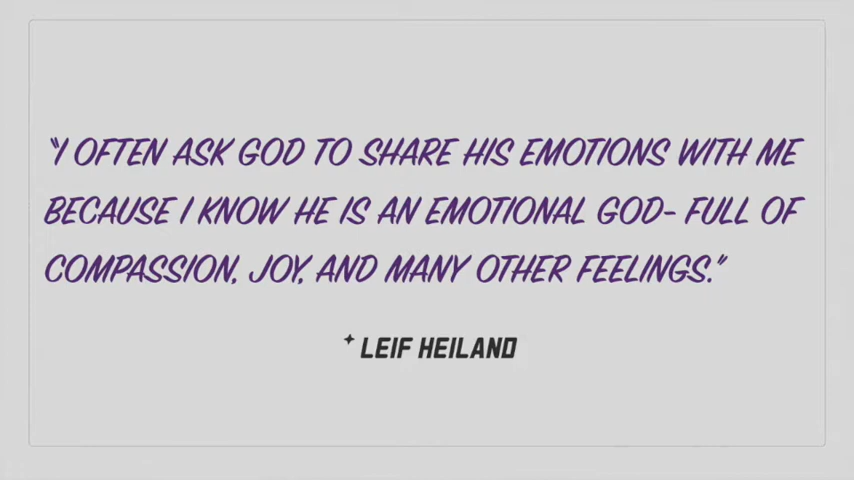 "I OFTEN ASK GOD TO SHARE HIS EMOTIONS WITH ME
BECAUSE I KNOW HE IS AN EMOTIONAL GOD- FULL OF
COMPASSION, JOY, AND MANY OTHER FEELINGS."
LEIF HEILAND